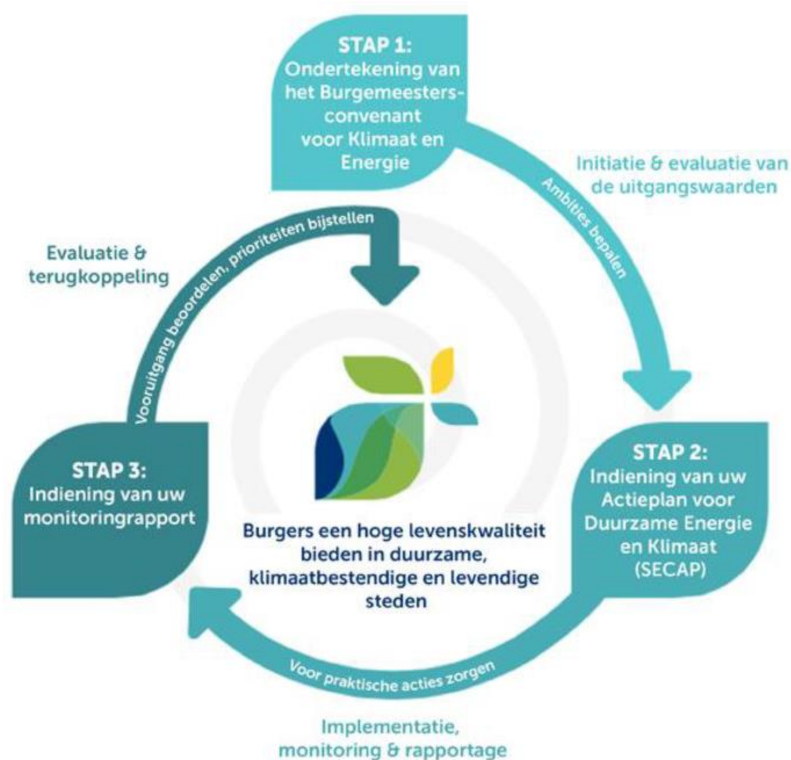 STAP 1:
Ondertekening van
het Burgemeesters-
convenant
voor Klimaat en
Energie
Initiatie & evaluatie van
de uitgangswaarden
Ambities bepalen
STAP 2:
Indiening van uw
Actieplan voor
Duurzame Energie
en Klimaat
(SECAP)
Voor praktische acties zorgen
Implementatie,
monitoring & rapportage
STAP 3:
Indiening van uw
monitoringrapport
Vooruitgang beoordelen, prioriteiten bijstellen
Evaluatie &
terugkoppeling
Burgers een hoge levenskwaliteit
bieden in duurzame,
klimaatbestendige en levendige
steden